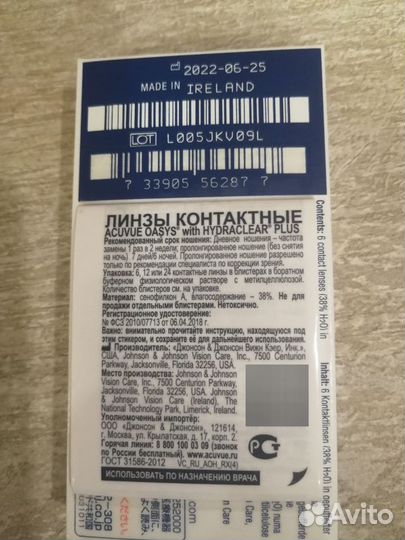 2022-06-25
MADE IN IRELAND
LOT L005JKV09L
7 33905 56287 7
ЛИНЗЫ КОНТАКТНЫЕ
ACUVUE OASYS® with HYDRACLEAR® PLUS
Рекомендованный срок ношения: Дневное ношение – частота
замены 1 раз в 2 недели; пролонгированное ношение (без снятия
на ночь) 7 дней/6 ночей. Пролонгированное ношение разрешено
только по рекомендации специалиста по коррекции зрения.
Упаковка: 6, 12 или 24 контактные линзы в блистерах в боратном
буферном физиологическом растворе с метилцеллюлозой.
Количество блистеров см. на упаковке.
Материал: сенофилкон А, влагосодержание – 38%. Не для
продажи отдельными блистерами. Нетоксично.
Регистрационное удостоверение:
№ ФСЗ 2010/07713 от 06.04.2018 г.
Важно: внимательно прочитайте инструкцию, находящуюся под
этим стикером, и сохраните её для дальнейшего использования.
Производитель: «Джонсон & Джонсон Вижн Кэер, Инк.»,
США, Johnson & Johnson Vision Care, Inc., 7500 Centurion
Parkway, Jacksonville, Florida 32256, USA.
Место производства: Johnson & Johnson
Vision Care, Inc., 7500 Centurion Parkway,
Jacksonville, Florida 32256, USA, Johnson &
Johnson Vision Care (Ireland), The
National Technology Park, Limerick, Ireland.
Уполномоченный импортер:
ООО «Джонсон & Джонсон», 121614,
г. Москва, ул. Крылатская, д. 17, корп. 2.
Горячая линия: 8 800 100 03 09 (звонок
по России бесплатный). www.acuvue.ru
ГОСТ 31586-2012 VC_RU_AOH_RX(4)
ИСПОЛЬЗОВАТЬ ПО НАЗНАЧЕНИЮ ВРАЧА
Contents: 6 contact lenses (38% H₂O) in
Inhalt: 6 Kontaktlinsen (38% H₂O) in
ください
Avito